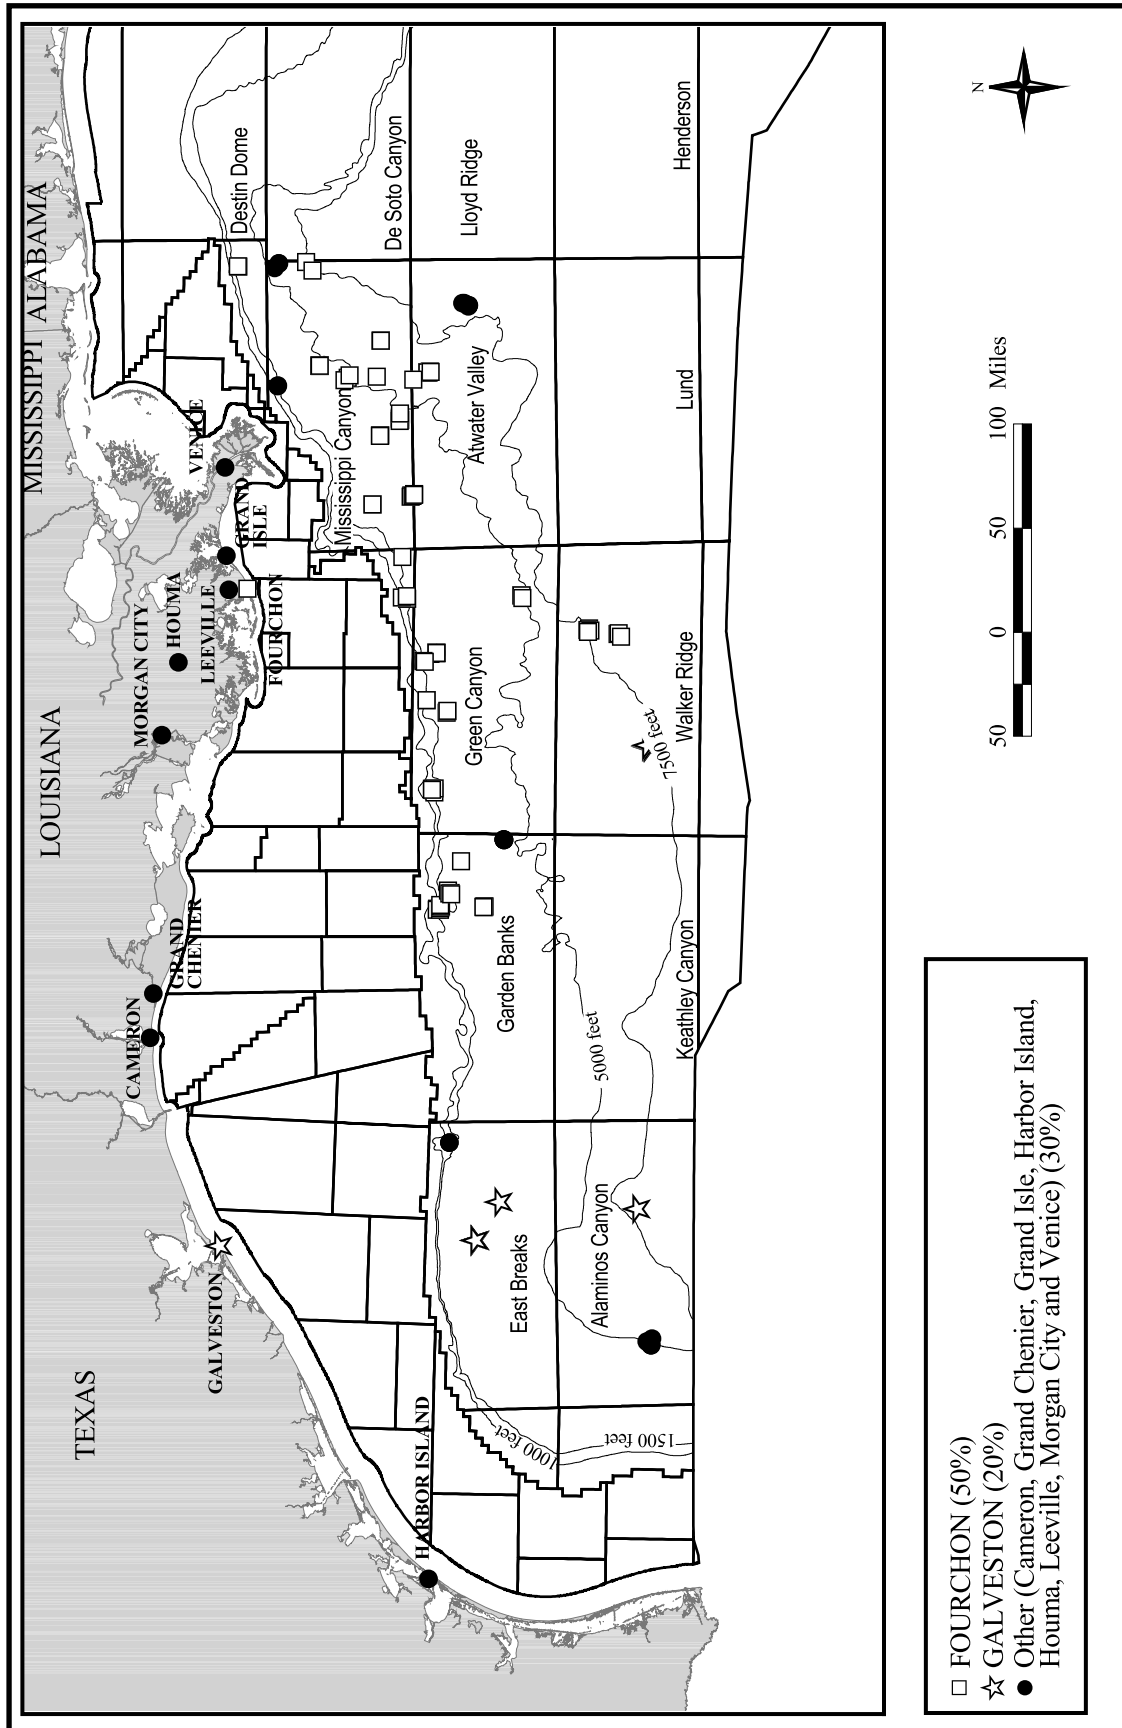 MISSISSIPPI
ALABAMA
LOUISIANA
TEXAS
VENICE
GRAND
ISLE
HOUMA
LEEVILLE
FOURCHON
MORGAN CITY
GRAND
CHENIER
CAMERON
GALVESTON
HARBOR ISLAND
Destin Dome
De Soto Canyon
Lloyd Ridge
Henderson
Mississippi Canyon
Atwater Valley
Lund
Green Canyon
Walker Ridge
Garden Banks
Keathley Canyon
East Breaks
Alaminos Canyon
7500 feet
5000 feet
1000 feet
1500 feet
N
50
0
50
100
Miles
FOURCHON (50%)
GALVESTON (20%)
Other (Cameron, Grand Chenier, Grand Isle, Harbor Island,
Houma, Leeville, Morgan City and Venice) (30%)